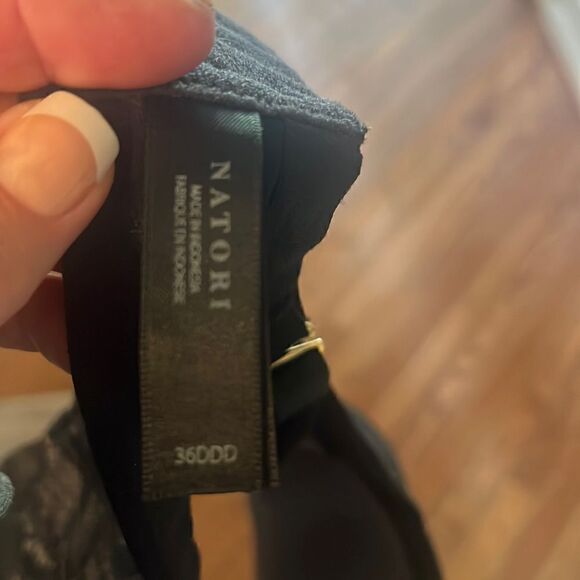 NATORI
MADE IN INDONESIA
FABRIQUÉ EN INDONÉSIE
36DDD